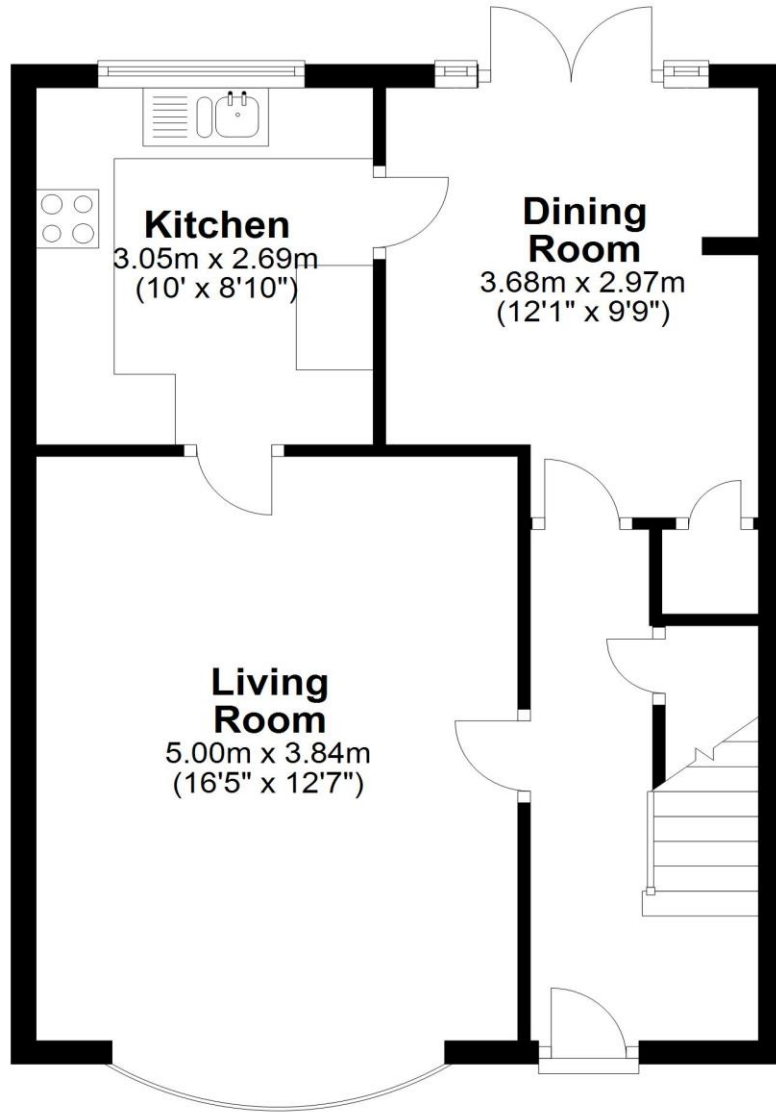 Kitchen
3.05m x 2.69m
(10' x 8'10")
Dining
Room
3.68m x 2.97m
(12'1" x 9'9")
Living
Room
5.00m x 3.84m
(16'5" x 12'7")